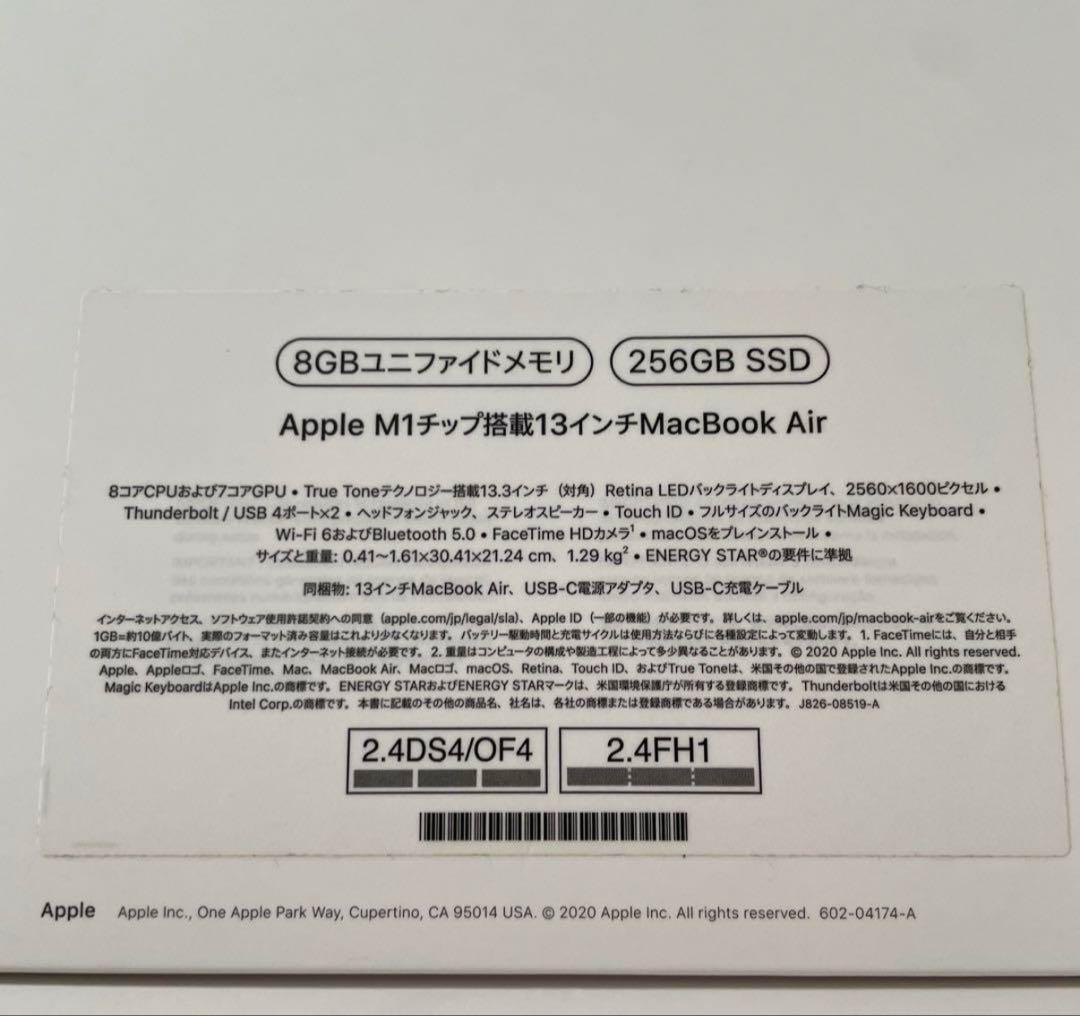 8GBユニファイドメモリ 256GB SSD
Apple M1チップ搭載13インチMacBook Air
8コアCPUおよび7コアGPU • True Toneテクノロジー搭載13.3インチ（対角）Retina LEDバックライトディスプレイ、2560×1600ピクセル •
Thunderbolt / USB 4ポート×2 • ヘッドフォンジャック、ステレオスピーカー • Touch ID • フルサイズのバックライトMagic Keyboard •
Wi-Fi 6およびBluetooth 5.0 • FaceTime HDカメラ¹ • macOSをプレインストール •
サイズと重量: 0.41〜1.61×30.41×21.24 cm、1.29 kg² • ENERGY STAR®の要件に準拠
同梱物: 13インチMacBook Air、USB-C電源アダプタ、USB-C充電ケーブル
インターネットアクセス、ソフトウェア使用許諾契約への同意（apple.com/jp/legal/sla）、Apple ID（一部の機能）が必要です。詳しくは、apple.com/jp/macbook-airをご覧ください。
1GB=約10億バイト、実際のフォーマット済み容量はこれより少なくなります。バッテリー駆動時間と充電サイクルは使用方法ならびに各種設定によって変動します。1. FaceTimeには、自分と相手
の両方にFaceTime対応デバイス、またインターネット接続が必要です。2. 重量はコンピュータの構成や製造工程によって多少異なることがあります。© 2020 Apple Inc. All rights reserved.
Apple、Appleロゴ、FaceTime、Mac、MacBook Air、Macロゴ、macOS、Retina、Touch ID、およびTrue Toneは、米国その他の国で登録されたApple Inc.の商標です。
Magic KeyboardはApple Inc.の商標です。ENERGY STARおよびENERGY STARマークは、米国環境保護庁が所有する登録商標です。Thunderboltは米国その他の国における
Intel Corp.の商標です。本書に記載のその他の商品名、社名は、各社の商標または登録商標である場合があります。J826-08519-A
2.4DS4/OF4 2.4FH1
Apple Apple Inc., One Apple Park Way, Cupertino, CA 95014 USA. © 2020 Apple Inc. All rights reserved. 602-04174-A